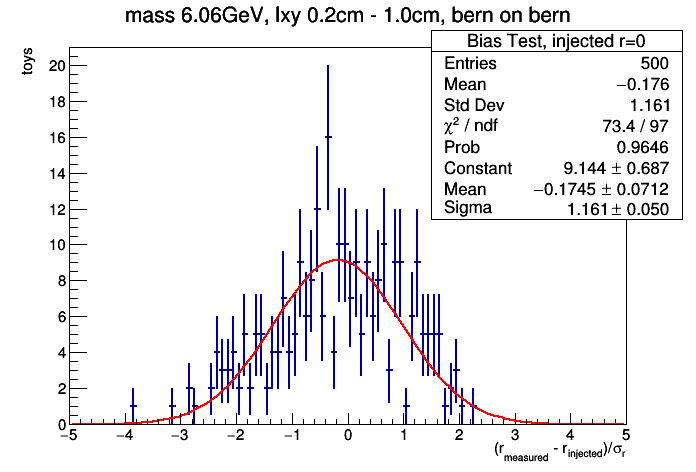 mass 6.06GeV, lxy 0.2cm - 1.0cm, bern on bern
Bias Test, injected r=0
Entries 500
Mean −0.176
Std Dev 1.161
χ² / ndf 73.4 / 97
Prob 0.9646
Constant 9.144 ± 0.687
Mean −0.1745 ± 0.0712
Sigma 1.161 ± 0.050
toys
20
18
16
14
12
10
8
6
4
2
0
−5 −4 −3 −2 −1 0 1 2 3 4 5
(r_measured - r_injected)/σ_r